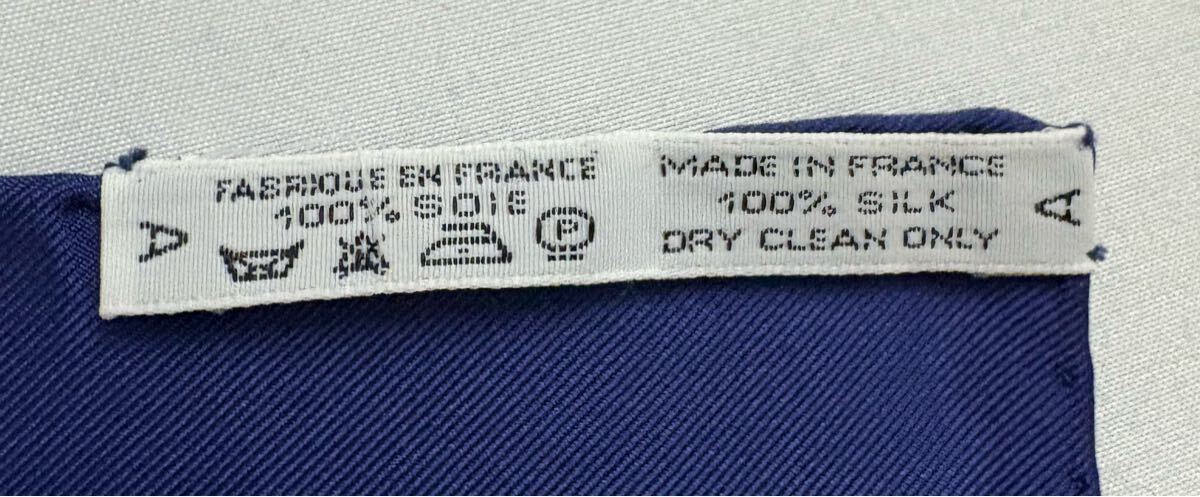 A
FABRIQUE EN FRANCE
100% SOIE
P
MADE IN FRANCE
100% SILK
DRY CLEAN ONLY
A